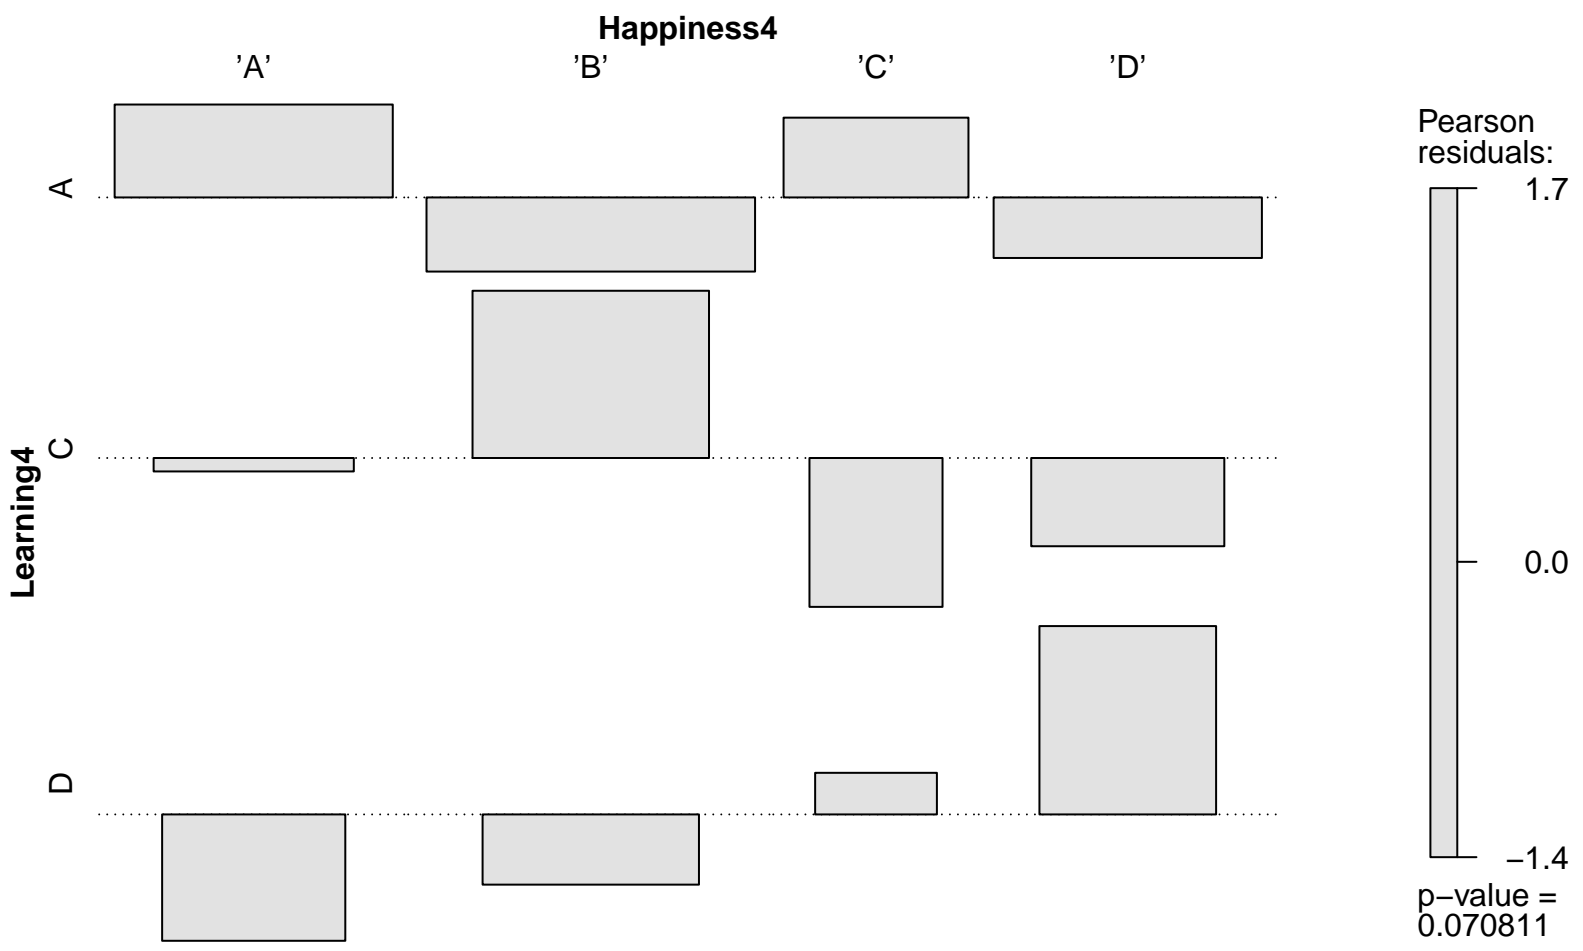 Happiness4
’A’ ’B’ ’C’ ’D’
Learning4
A
C
D
Pearson
residuals:
1.7
0.0
−1.4
p−value =
0.070811